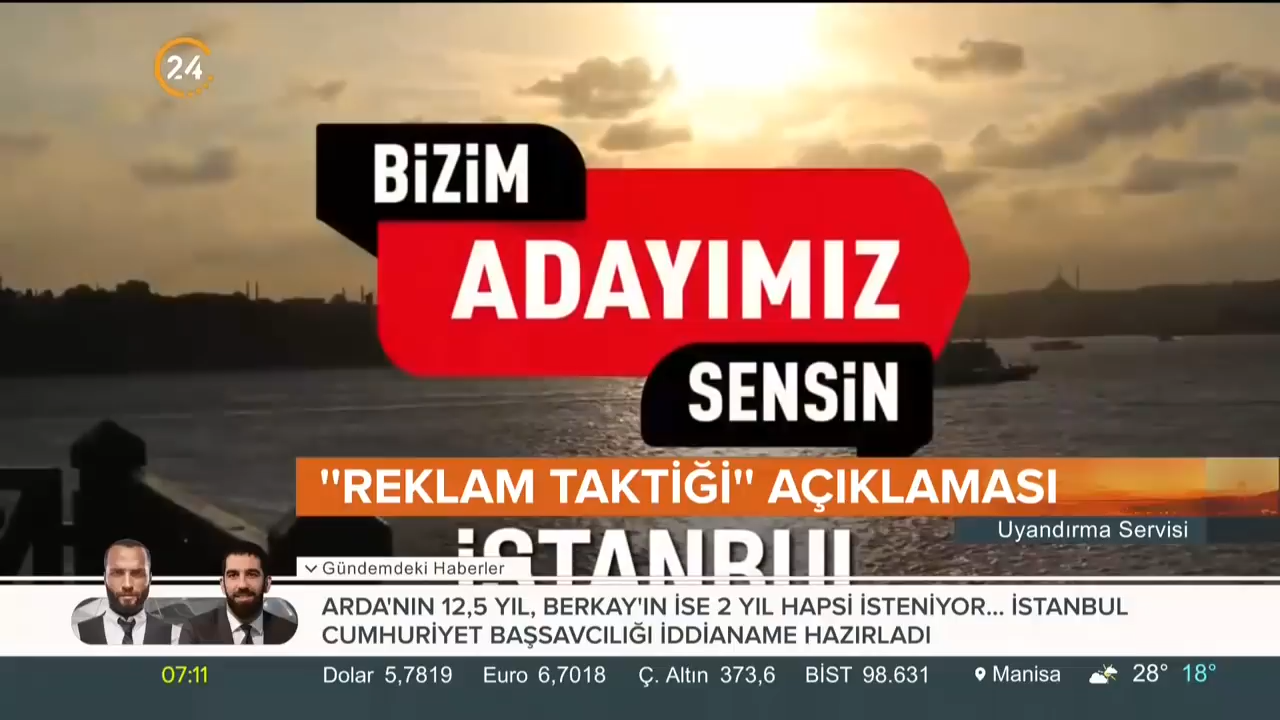 24
BİZİM
ADAYIMIZ
SENSİN
"REKLAM TAKTİĞİ" AÇIKLAMASI
Uyandırma Servisi
İSTANBUL
Gündemdeki Haberler
ARDA'NIN 12,5 YIL, BERKAY'IN İSE 2 YIL HAPSİ İSTENİYOR... İSTANBUL
CUMHURİYET BAŞSAVCILIĞI İDDİANAME HAZIRLADI
07:11 Dolar 5,7819 Euro 6,7018 Ç. Altın 373,6 BİST 98.631 Manisa 28° 18°